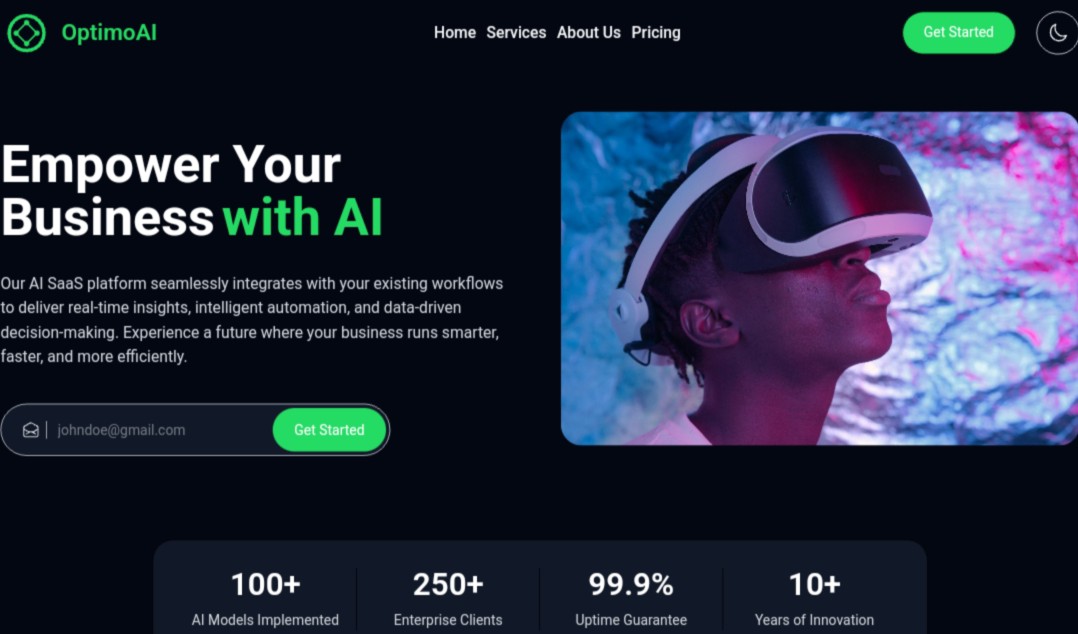 OptimoAI
Home Services About Us Pricing
Get Started
Empower Your
Business with AI
Our AI SaaS platform seamlessly integrates with your existing workflows
to deliver real-time insights, intelligent automation, and data-driven
decision-making. Experience a future where your business runs smarter,
faster, and more efficiently.
johndoe@gmail.com
Get Started
100+
AI Models Implemented
250+
Enterprise Clients
99.9%
Uptime Guarantee
10+
Years of Innovation